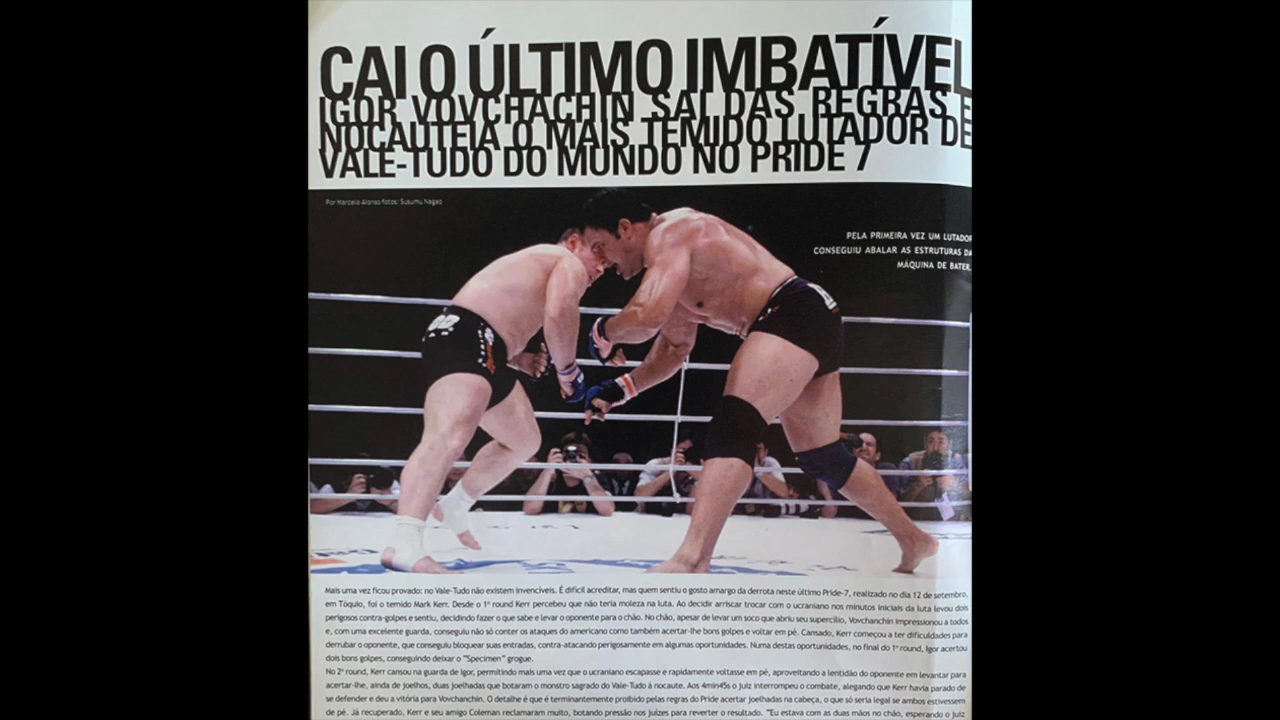 CAI O ÚLTIMO IMBATÍVEL
IGOR VOVCHACHIN SAI DAS REGRAS E
NOCAUTEIA O MAIS TEMIDO LUTADOR DE
VALE-TUDO DO MUNDO NO PRIDE 7
Por Marcelo Alonso fotos: Susumu Nagao
PELA PRIMEIRA VEZ UM LUTADOR
CONSEGUIU ABALAR AS ESTRUTURAS DA
MÁQUINA DE BATER.
Mais uma vez ficou provado: no Vale-Tudo não existem invencíveis. É difícil acreditar, mas quem sentiu o gosto amargo da derrota neste último Pride-7, realizado no dia 12 de setembro,
em Tóquio, foi o temido Mark Kerr. Desde o 1º round Kerr percebeu que não teria moleza na luta. Ao decidir arriscar trocar com o ucraniano nos minutos iniciais da luta levou dois
perigosos contra-golpes e sentiu, decidindo fazer o que sabe e levar o oponente para o chão. No chão, apesar de levar um soco que abriu seu supercílio, Vovchanchin impressionou a todos
e, com uma excelente guarda, conseguiu não só conter os ataques do americano como também acertar-lhe bons golpes e voltar em pé. Cansado, Kerr começou a ter dificuldades para
derrubar o oponente, que conseguiu bloquear suas entradas, contra-atacando perigosamente em algumas oportunidades. Numa destas oportunidades, no final do 1º round, Igor acertou
dois bons golpes, conseguindo deixar o "Specimen" grogue.
No 2º round, Kerr cansou na guarda de Igor, permitindo mais uma vez que o ucraniano escapasse e rapidamente voltasse em pé, aproveitando a lentidão do oponente em levantar para
acertar-lhe, ainda de joelhos, duas joelhadas que botaram o monstro sagrado do Vale-Tudo à nocaute. Aos 4min45s o juiz interrompeu o combate, alegando que Kerr havia parado de
se defender e deu a vitória para Vovchanchin. O detalhe é que é terminantemente proibido pelas regras do Pride acertar joelhadas na cabeça, o que só seria legal se ambos estivessem
de pé. Já recuperado, Kerr e seu amigo Coleman reclamaram muito, botando pressão nos juízes para reverter o resultado. "Eu estava com as duas mãos no chão, esperando o juiz